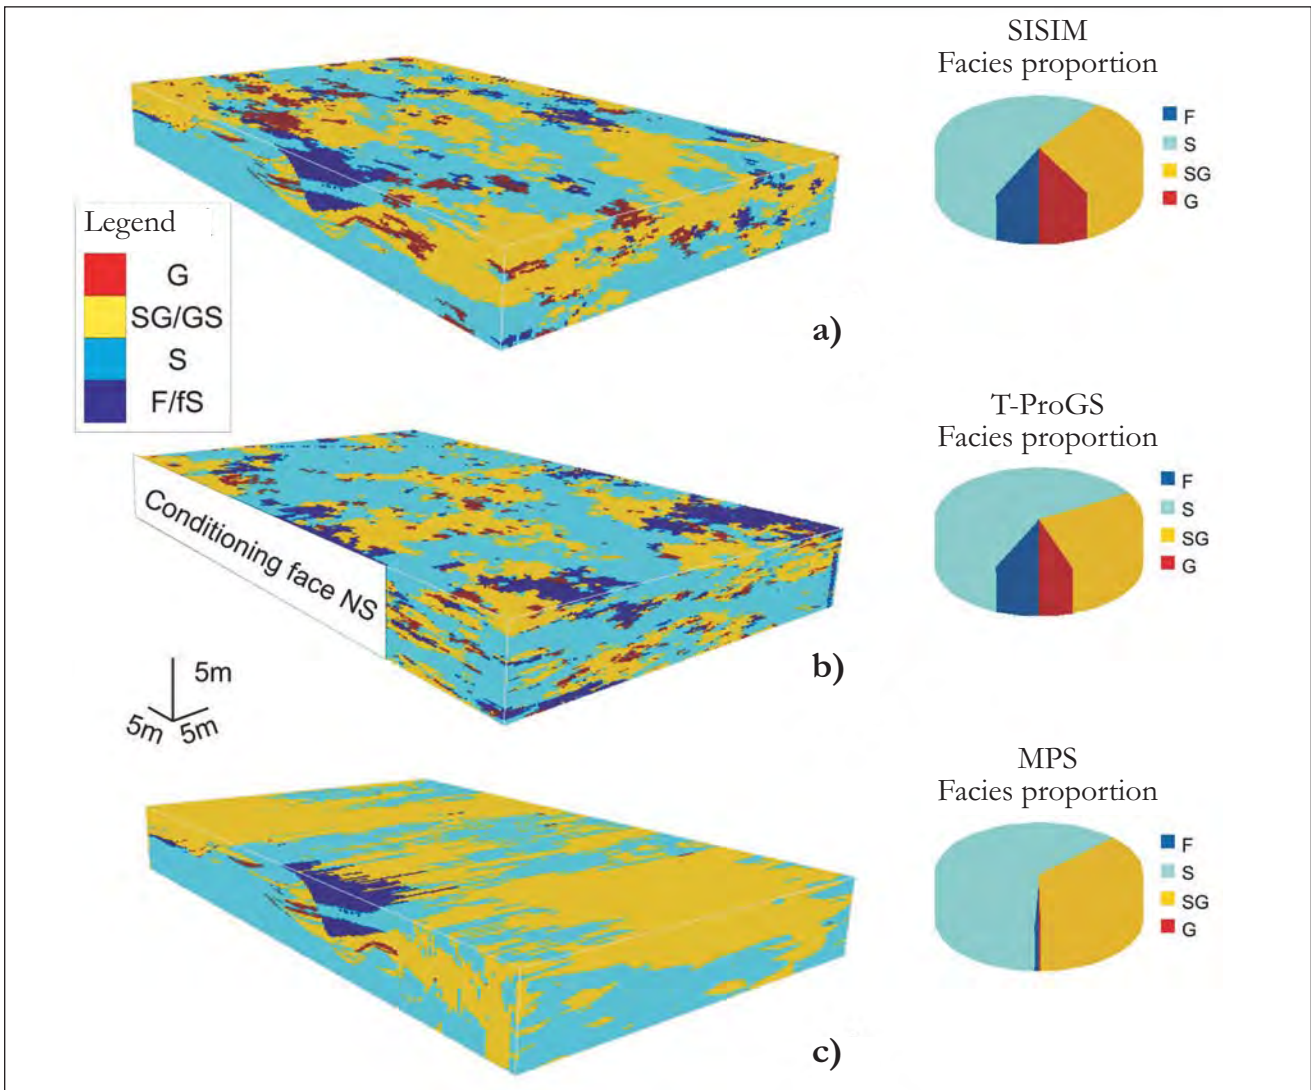 SISIM
Facies proportion
F
S
SG
G
Legend
G
SG/GS
S
F/fS
a)
T-ProGS
Facies proportion
F
S
SG
G
Conditioning face NS
b)
5m
5m
5m
MPS
Facies proportion
F
S
SG
G
c)